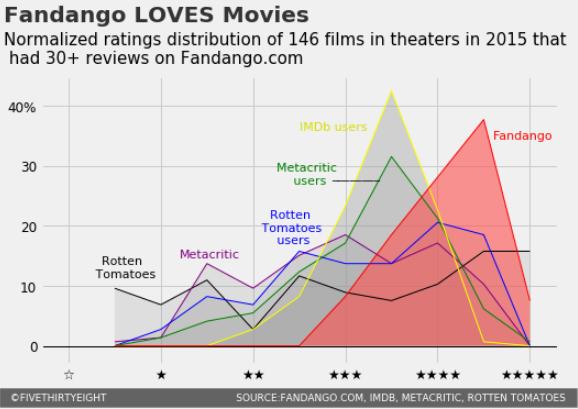 Fandango LOVES Movies
Normalized ratings distribution of 146 films in theaters in 2015 that
had 30+ reviews on Fandango.com
40%
IMDb users
Fandango
Metacritic
users
30
Rotten
Tomatoes
users
20
Metacritic
Rotten
Tomatoes
10
0
☆ ★ ★★ ★★★ ★★★★ ★★★★★
©FIVETHIRTYEIGHT SOURCE:FANDANGO.COM, IMDB, METACRITIC, ROTTEN TOMATOES